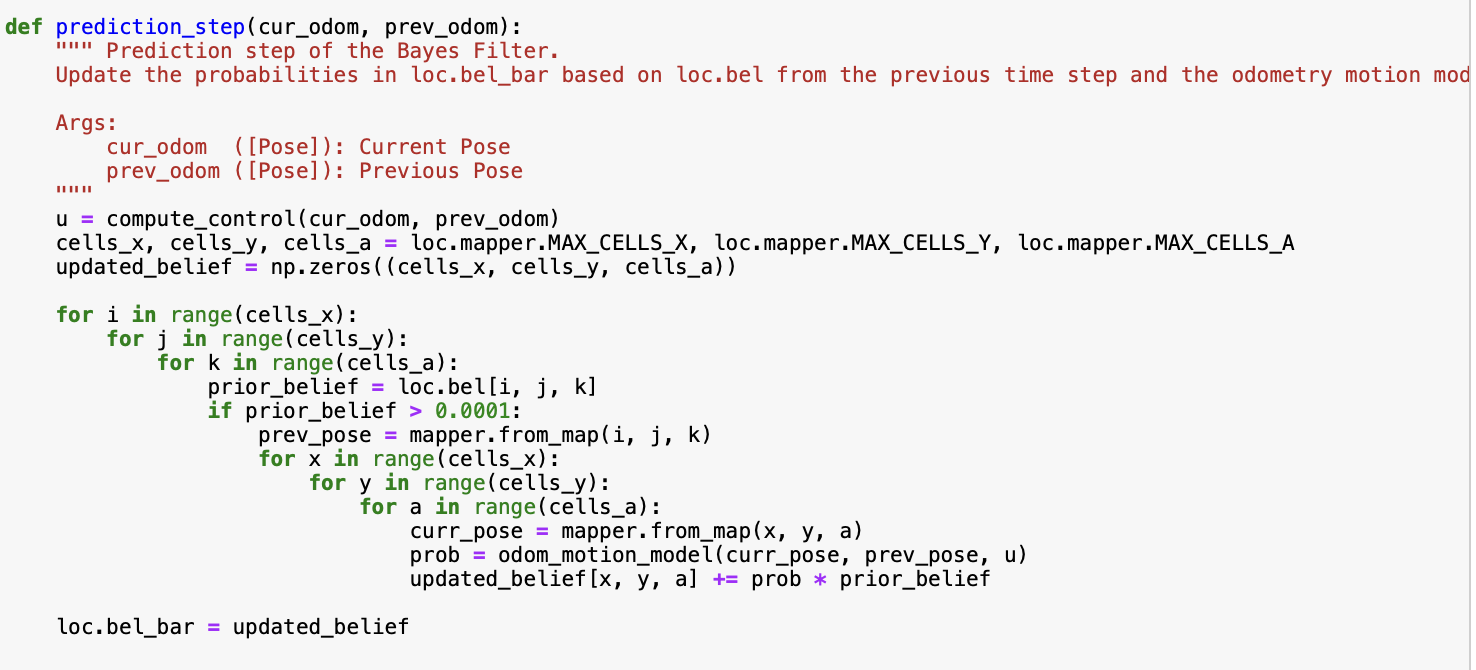 def prediction_step(cur_odom, prev_odom):
    """ Prediction step of the Bayes Filter.
    Update the probabilities in loc.bel_bar based on loc.bel from the previous time step and the odometry motion mod

    Args:
        cur_odom  ([Pose]): Current Pose
        prev_odom ([Pose]): Previous Pose
    """
    u = compute_control(cur_odom, prev_odom)
    cells_x, cells_y, cells_a = loc.mapper.MAX_CELLS_X, loc.mapper.MAX_CELLS_Y, loc.mapper.MAX_CELLS_A
    updated_belief = np.zeros((cells_x, cells_y, cells_a))

    for i in range(cells_x):
        for j in range(cells_y):
            for k in range(cells_a):
                prior_belief = loc.bel[i, j, k]
                if prior_belief > 0.0001:
                    prev_pose = mapper.from_map(i, j, k)
                    for x in range(cells_x):
                        for y in range(cells_y):
                            for a in range(cells_a):
                                curr_pose = mapper.from_map(x, y, a)
                                prob = odom_motion_model(curr_pose, prev_pose, u)
                                updated_belief[x, y, a] += prob * prior_belief

    loc.bel_bar = updated_belief